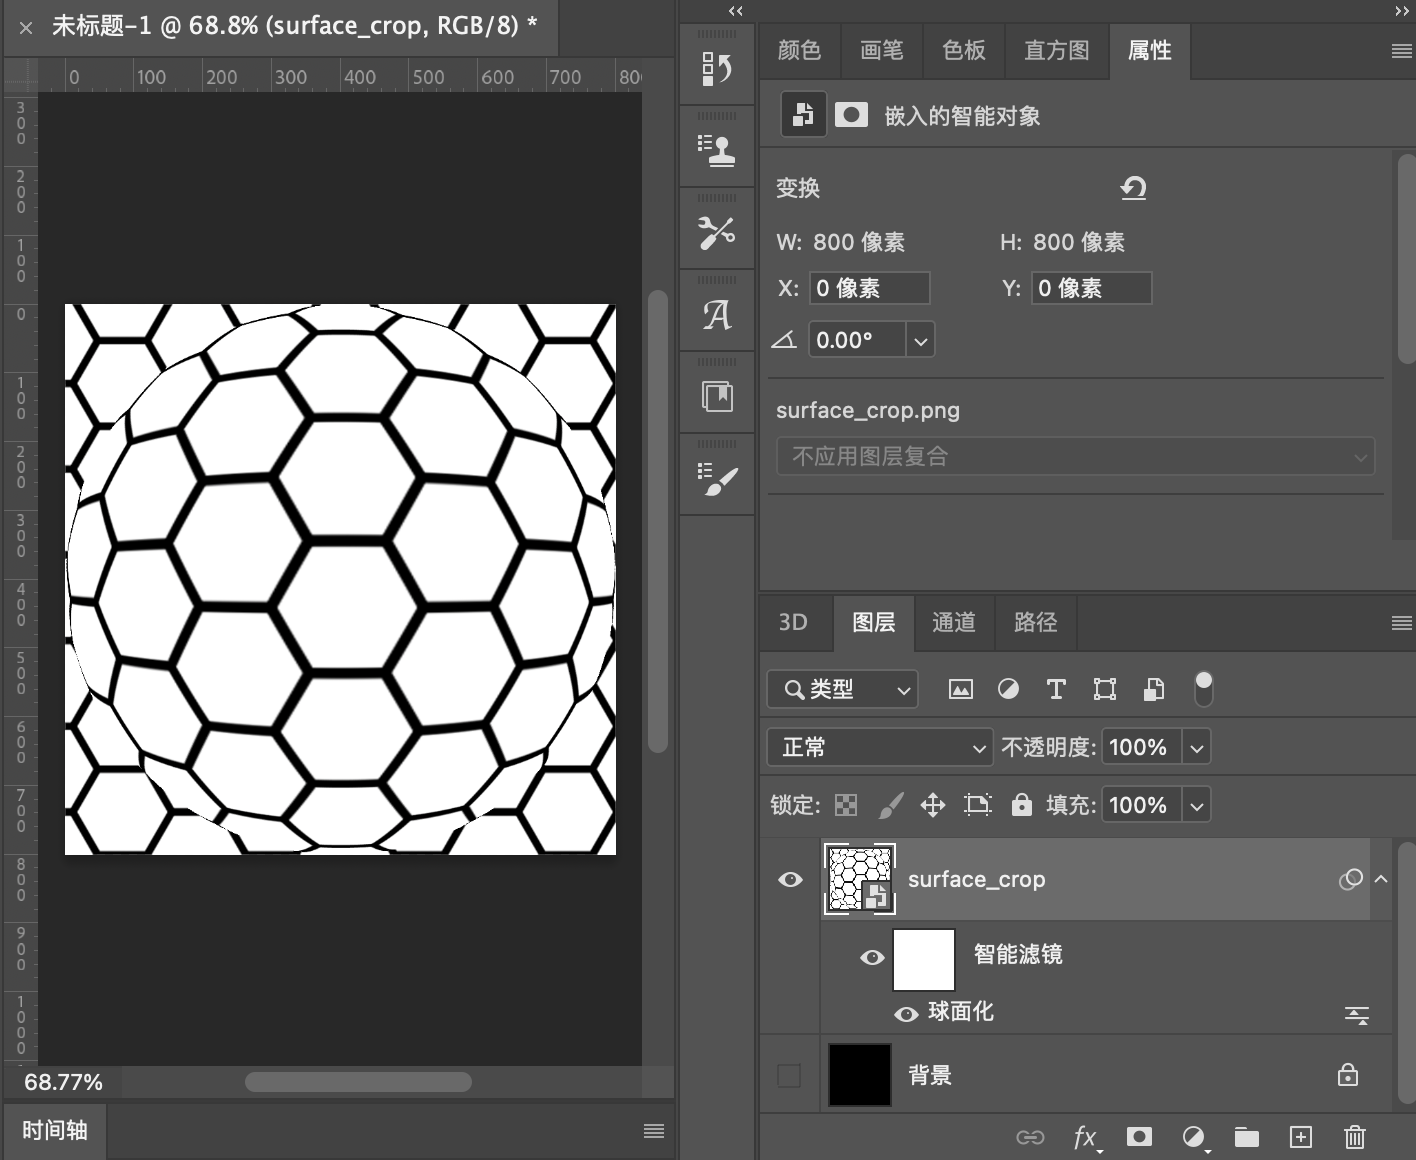 未标题-1 @ 68.8% (surface_crop, RGB/8) *
0 100 200 300 400 500 600 700 80
300
200
100
0
100
200
300
400
500
600
700
800
900
1000
68.77%
时间轴
颜色 画笔 色板 直方图 属性
嵌入的智能对象
变换
W: 800 像素 H: 800 像素
X: 0 像素 Y: 0 像素
0.00°
surface_crop.png
不应用图层复合
3D 图层 通道 路径
类型
正常 不透明度: 100%
锁定: 填充: 100%
surface_crop
智能滤镜
球面化
背景
fx